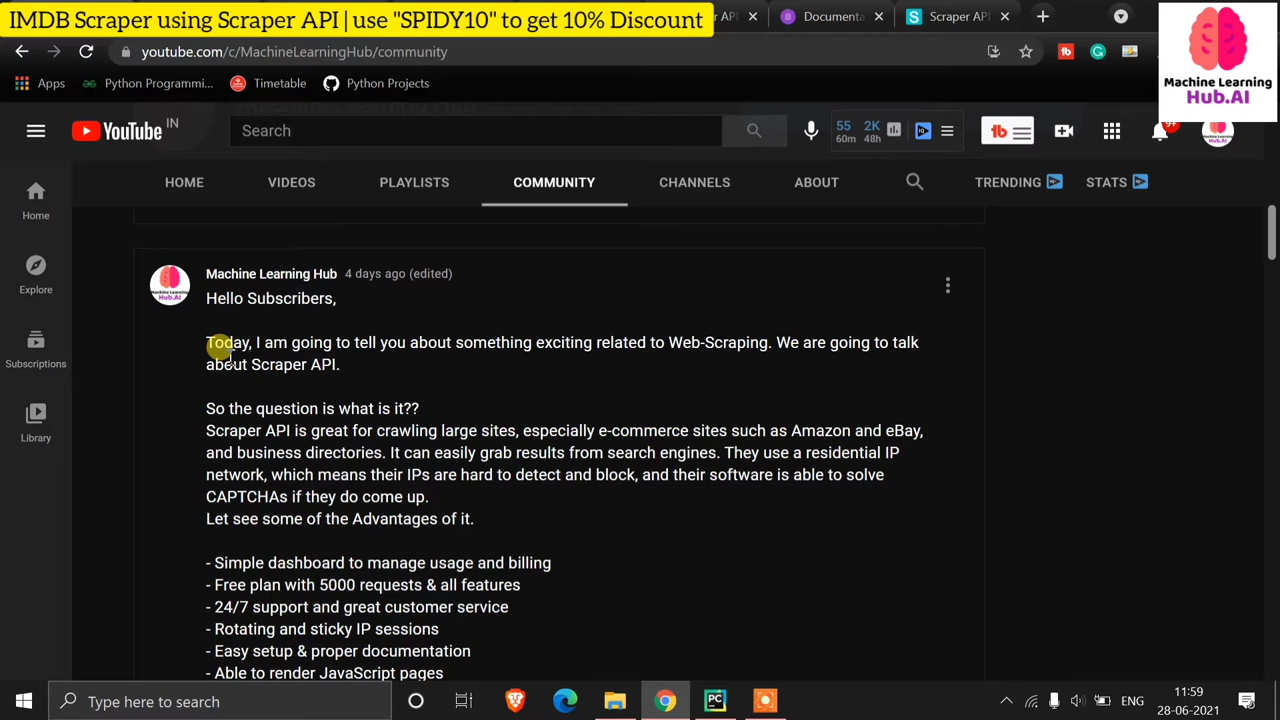 IMDB Scraper using Scraper API | use "SPIDY10" to get 10% Discount
API
Documenta
Scraper API
youtube.com/c/MachineLearningHub/community
Machine Learning
Hub.AI
Apps
Python Programmi...
Timetable
Python Projects
YouTube IN
Search
55
60m
2K
48h
tb
9+
HOME
VIDEOS
PLAYLISTS
COMMUNITY
CHANNELS
ABOUT
TRENDING
STATS
Home
Explore
Subscriptions
Library
Machine Learning Hub 4 days ago (edited)
Hello Subscribers,
Today, I am going to tell you about something exciting related to Web-Scraping. We are going to talk
about Scraper API.
So the question is what is it??
Scraper API is great for crawling large sites, especially e-commerce sites such as Amazon and eBay,
and business directories. It can easily grab results from search engines. They use a residential IP
network, which means their IPs are hard to detect and block, and their software is able to solve
CAPTCHAs if they do come up.
Let see some of the Advantages of it.
- Simple dashboard to manage usage and billing
- Free plan with 5000 requests & all features
- 24/7 support and great customer service
- Rotating and sticky IP sessions
- Easy setup & proper documentation
- Able to render JavaScript pages
Type here to search
PC
ENG
11:59
28-06-2021